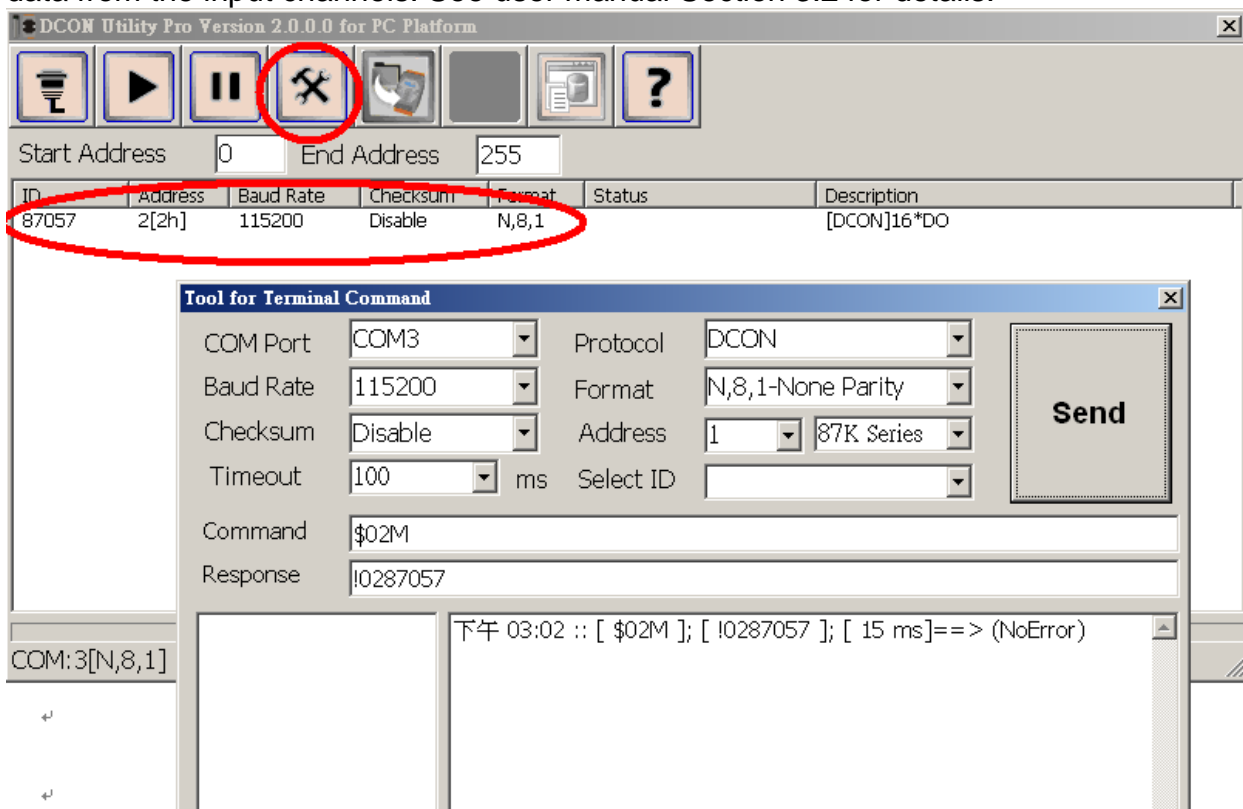 DCON Utility Pro Version 2.0.0.0 for PC Platform
?
Start Address 0 End Address 255
ID Address Baud Rate Checksum Format Status Description
87057 2[2h] 115200 Disable N,8,1 [DCON]16*DO
Tool for Terminal Command
COM Port COM3 Protocol DCON
Baud Rate 115200 Format N,8,1-None Parity
Send
Checksum Disable Address 1 87K Series
Timeout 100 ms Select ID
Command $02M
Response !0287057
下午 03:02 :: [ $02M ]; [ !0287057 ]; [ 15 ms]==> (NoError)
COM:3[N,8,1]